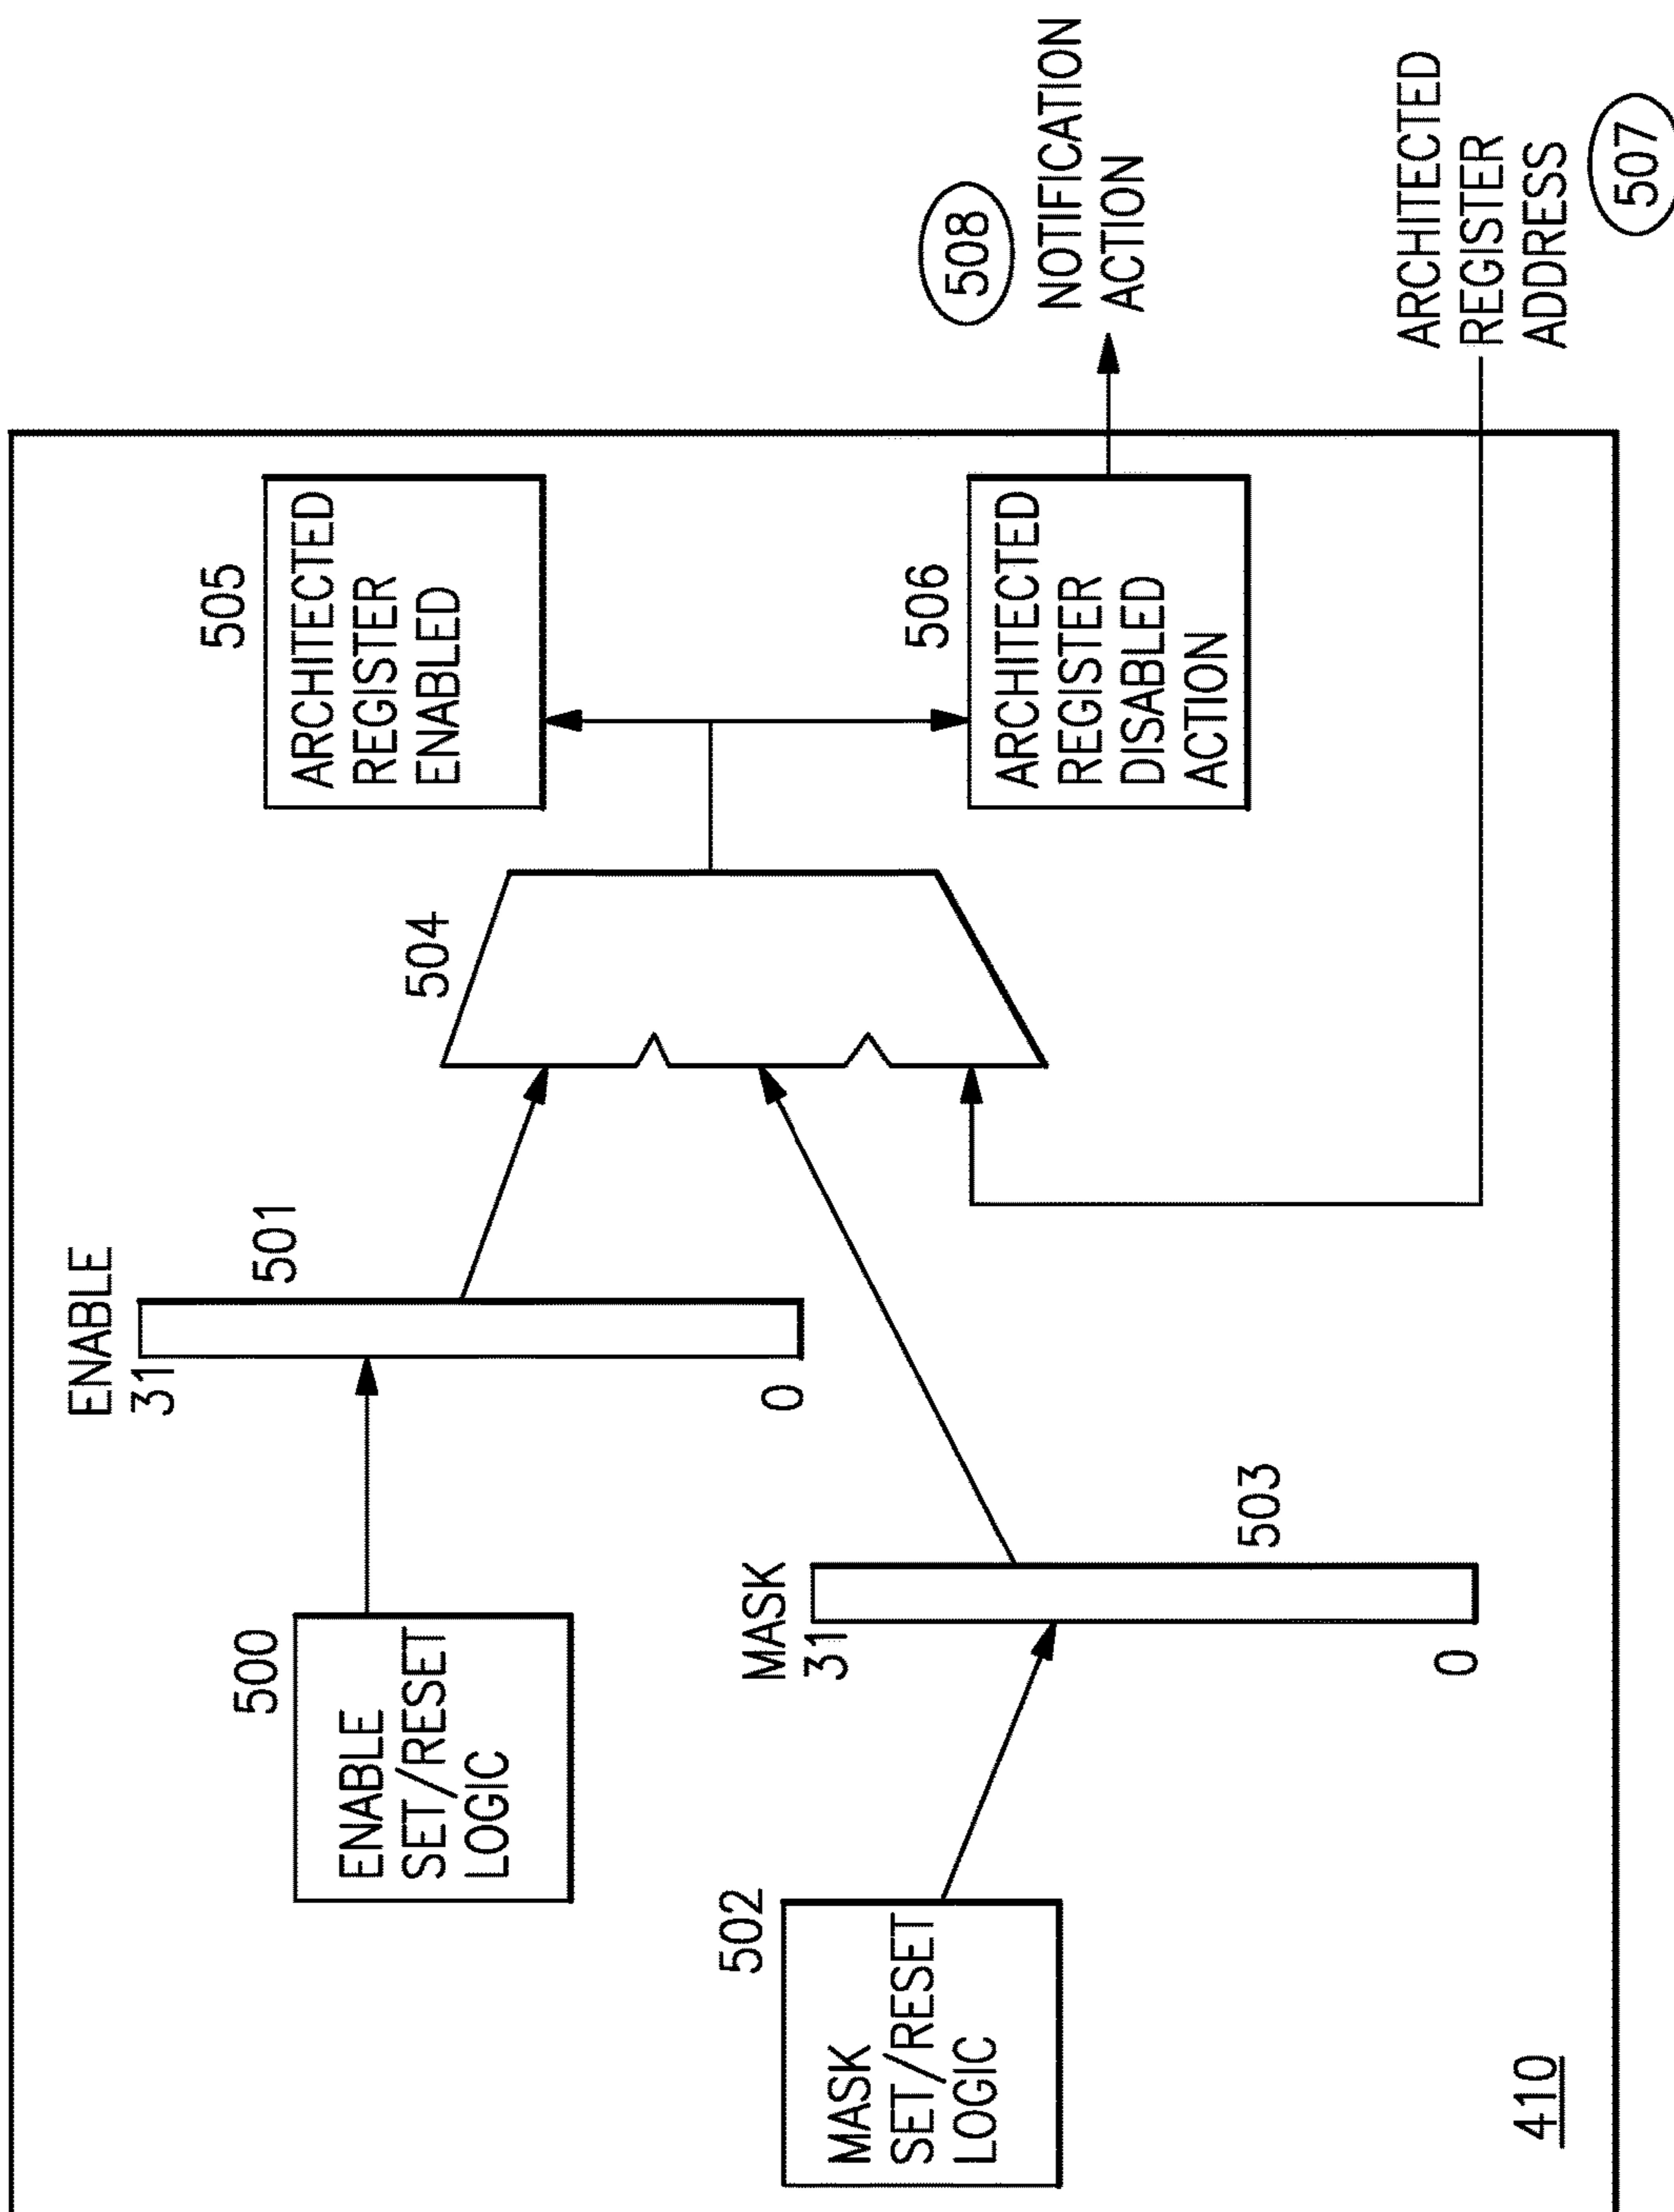 ENABLE
31
501
0
500
ENABLE
SET/RESET
LOGIC
502
MASK
SET/RESET
LOGIC
MASK
31
503
0
504
505
ARCHITECTED
REGISTER
ENABLED
506
ARCHITECTED
REGISTER
DISABLED
ACTION
508
NOTIFICATION
ACTION
ARCHITECTED
REGISTER
ADDRESS
507
410